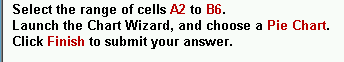 Select the range of cells A2 to B6.
Launch the Chart Wizard, and choose a Pie Chart.
Click Finish to submit your answer.